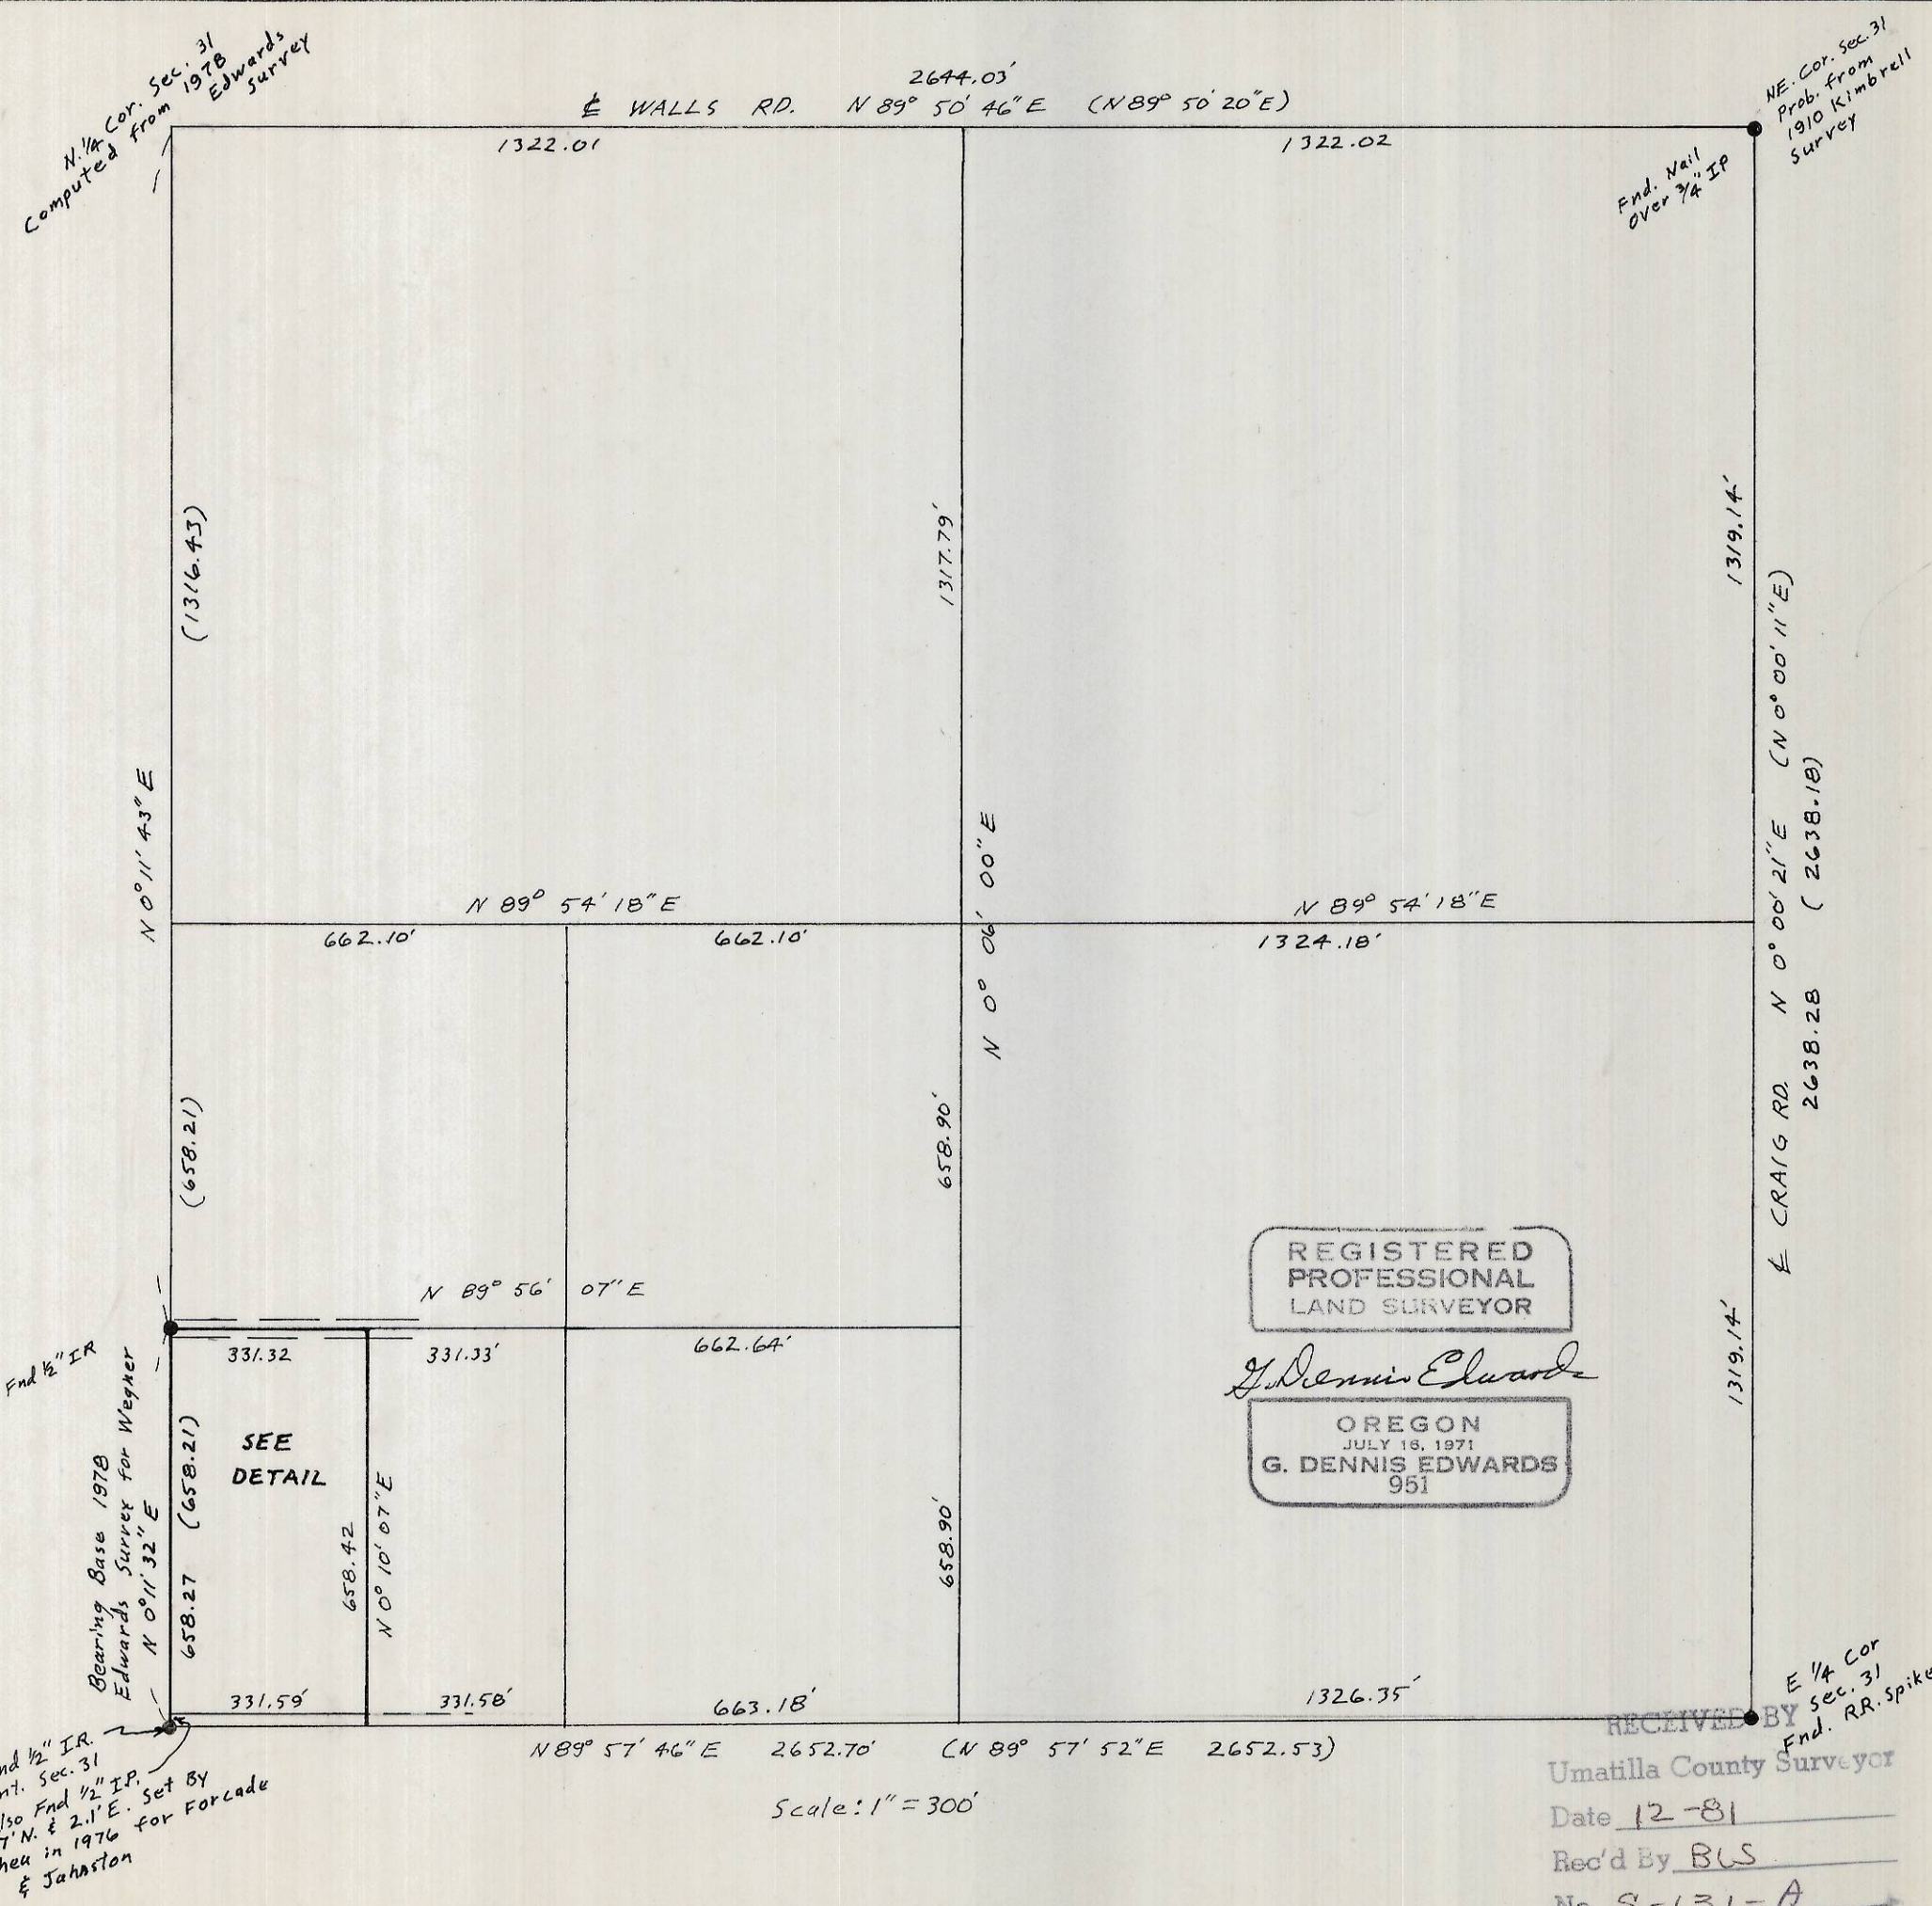 N. 1/4 Cor. Sec. 31
Computed from 1978
Edwards
Survey
2644.03'
℄ WALLS RD. N 89° 50' 46" E (N 89° 50' 20" E)
1322.01
1322.02
NE. Cor. Sec. 31
Prob. from
1910 Kimbrell
Survey
Fnd. Nail
over 3/4" IP
(1316.43)
1317.79'
1319.14'
N 0° 11' 43" E
N 0° 06' 00" E
℄ CRAIG RD. N 0° 00' 21" E (N 0° 00' 11" E)
2638.28 (2638.18)
N 89° 54' 18" E
N 89° 54' 18" E
662.10'
662.10'
1324.18'
(658.21)
658.90'
N 89° 56' 07" E
Fnd 1/2" IR
331.32
331.33'
662.64'
REGISTERED
PROFESSIONAL
LAND SURVEYOR
G. Dennis Edwards
OREGON
JULY 16, 1971
G. DENNIS EDWARDS
951
1319.14'
SEE
DETAIL
Bearing Base 1978
Edwards Survey for Wegner
N 0° 11' 32" E
658.27 (658.21)
658.42
N 0° 10' 07" E
658.90'
331.59'
331.58'
663.18'
1326.35'
N 89° 57' 46" E 2652.70' (N 89° 57' 52" E 2652.53)
E 1/4 Cor
Sec. 31
Fnd. RR. Spike
1/2" I.R.
Sec. 31
Fnd 1/2" I.P.
7' N. & 2.1' E. Set By
in 1976 for Forcade
& Johnston
Scale: 1" = 300'
RECEIVED BY
Umatilla County Surveyor
Date 12-81
Rec'd By BLS
No. S-131-A